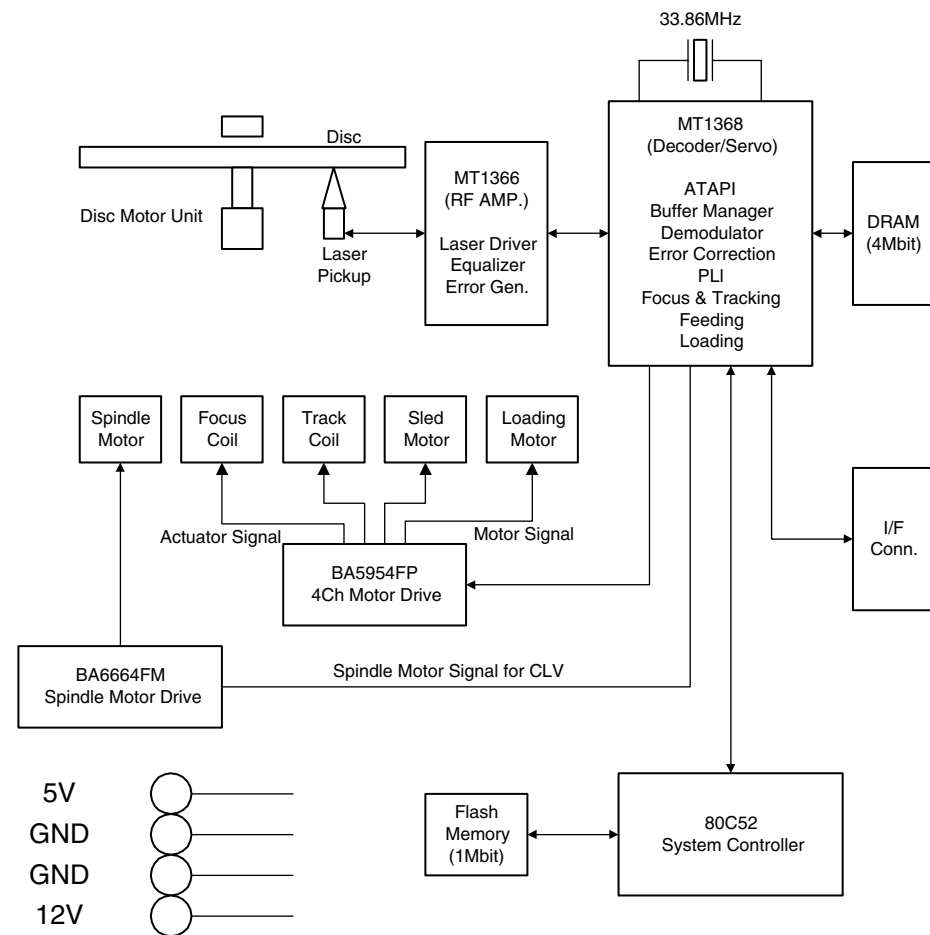 33.86MHz
Disc
Disc Motor Unit
Laser
Pickup
MT1366
(RF AMP.)
Laser Driver
Equalizer
Error Gen.
MT1368
(Decoder/Servo)
ATAPI
Buffer Manager
Demodulator
Error Correction
PLI
Focus & Tracking
Feeding
Loading
DRAM
(4Mbit)
Spindle
Motor
Focus
Coil
Track
Coil
Sled
Motor
Loading
Motor
Actuator Signal
Motor Signal
BA5954FP
4Ch Motor Drive
I/F
Conn.
BA6664FM
Spindle Motor Drive
Spindle Motor Signal for CLV
5V
GND
GND
12V
Flash
Memory
(1Mbit)
80C52
System Controller